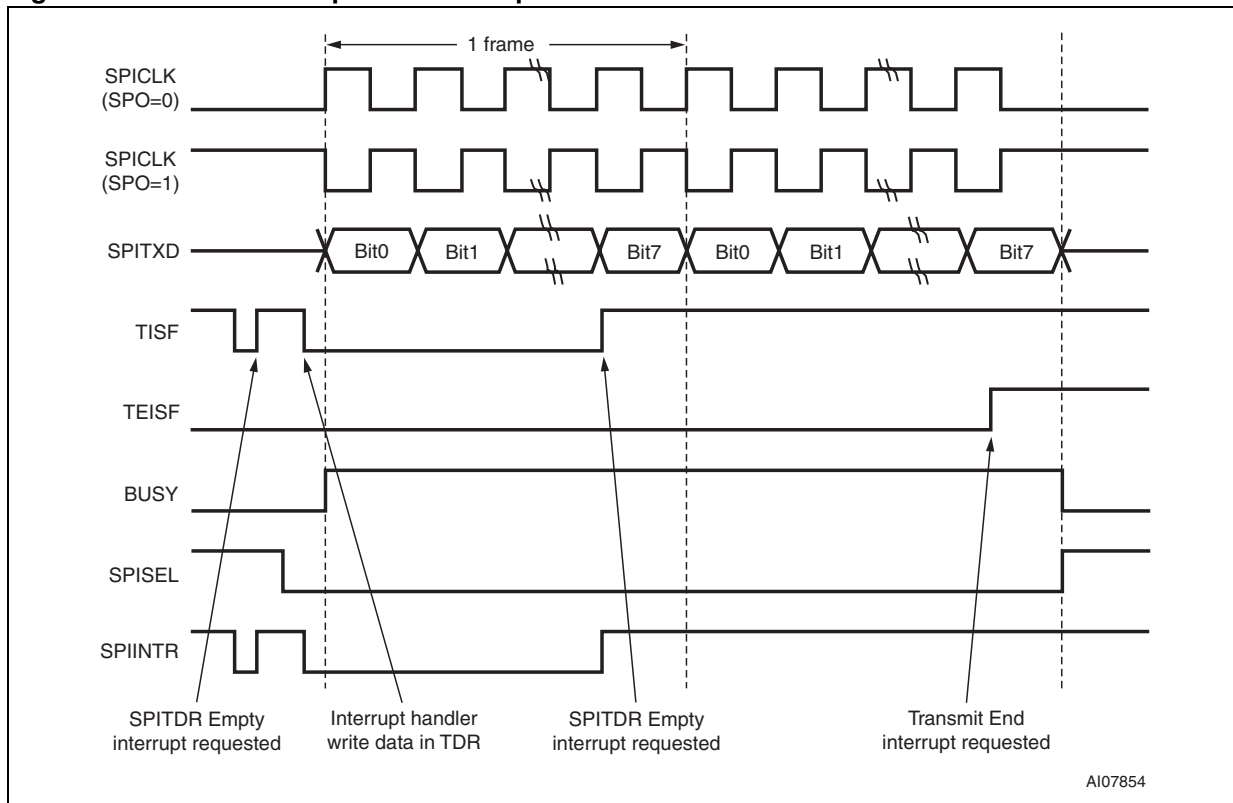 1 frame
SPICLK
(SPO=0)
SPICLK
(SPO=1)
SPITXD
Bit0
Bit1
Bit7
Bit0
Bit1
Bit7
TISF
TEISF
BUSY
SPISEL
SPIINTR
SPITDR Empty
interrupt requested
Interrupt handler
write data in TDR
SPITDR Empty
interrupt requested
Transmit End
interrupt requested
AI07854